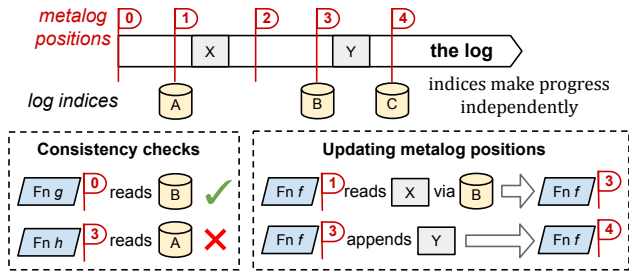 metalog positions
0 1 2 3 4
X Y the log
log indices
A B C
indices make progress independently
Consistency checks
Fn g 0 reads B
Fn h 3 reads A
Updating metalog positions
Fn f 1 reads X via B Fn f 3
Fn f 3 appends Y Fn f 4